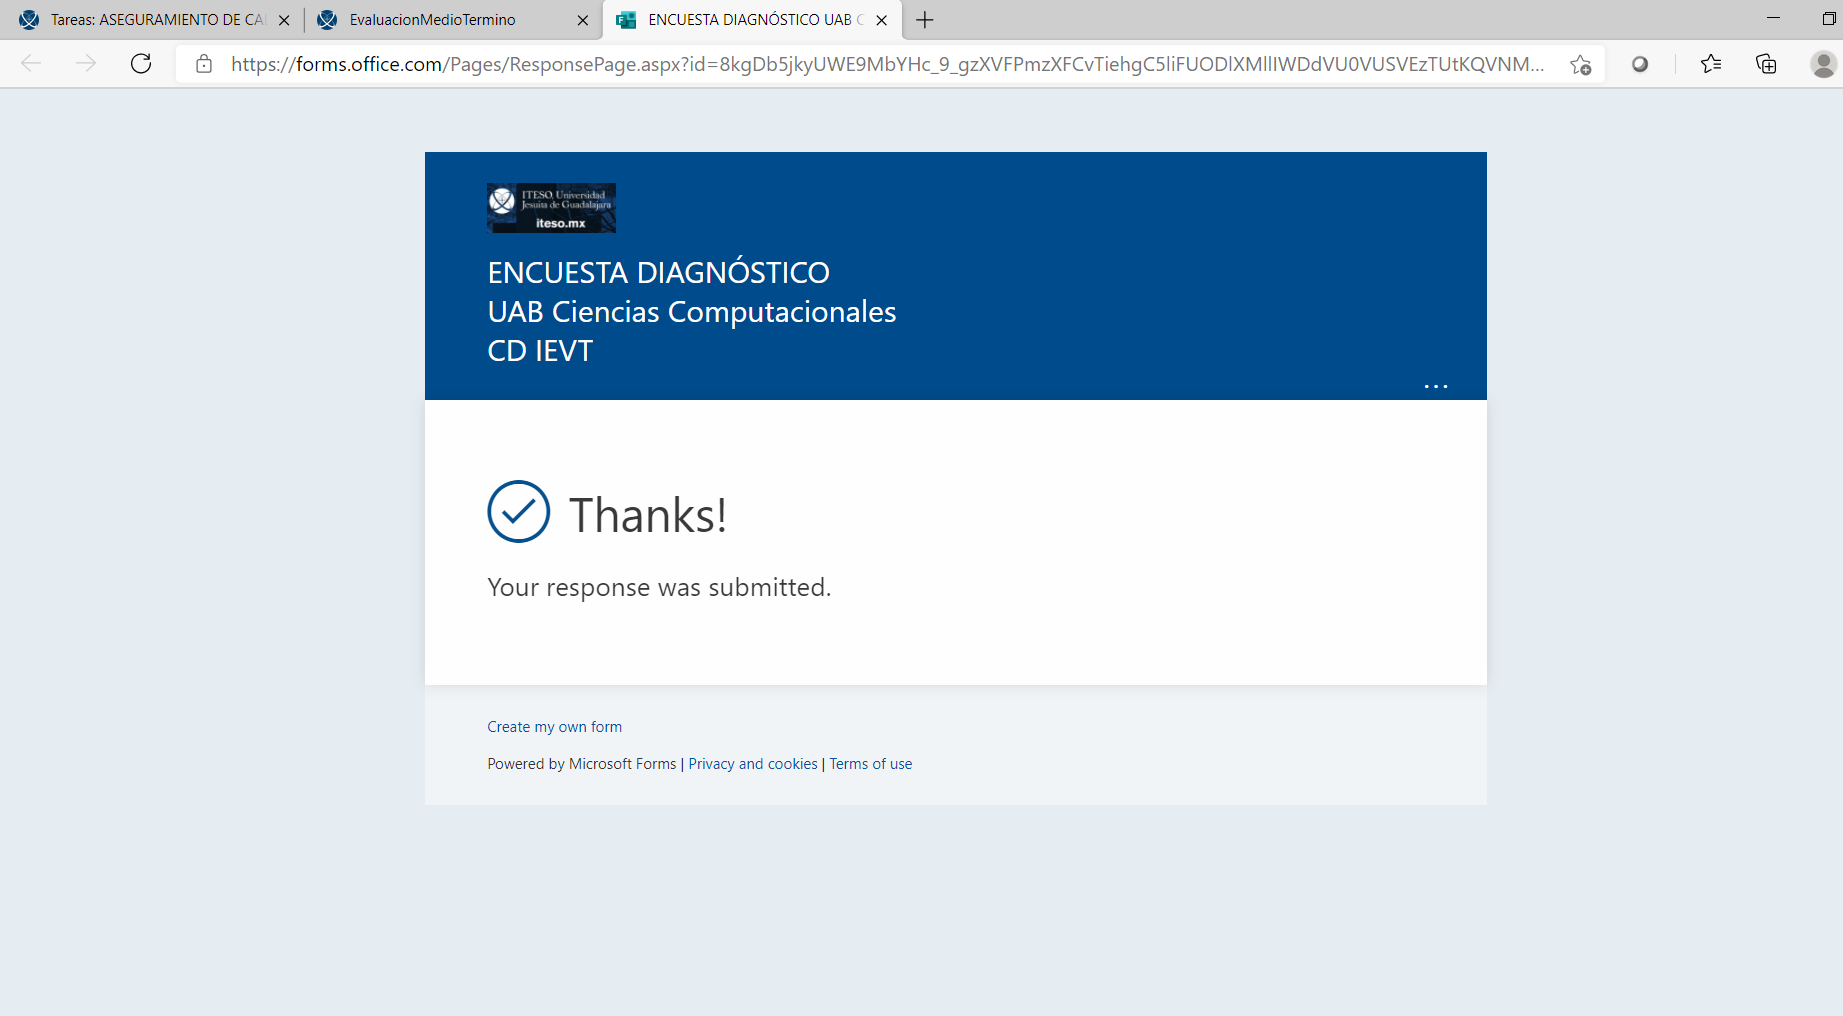 Tareas: ASEGURAMIENTO DE CA
EvaluacionMedioTermino
ENCUESTA DIAGNÓSTICO UAB C
https://forms.office.com/Pages/ResponsePage.aspx?id=8kgDb5jkyUWE9MbYHc_9_gzXVFPmzXFCvTiehgC5liFUODlXMllIWDdVU0VUSVEzTUtKQVNM...
ITESO, Universidad
Jesuita de Guadalajara
iteso.mx
ENCUESTA DIAGNÓSTICO
UAB Ciencias Computacionales
CD IEVT
...
Thanks!
Your response was submitted.
Create my own form
Powered by Microsoft Forms | Privacy and cookies | Terms of use